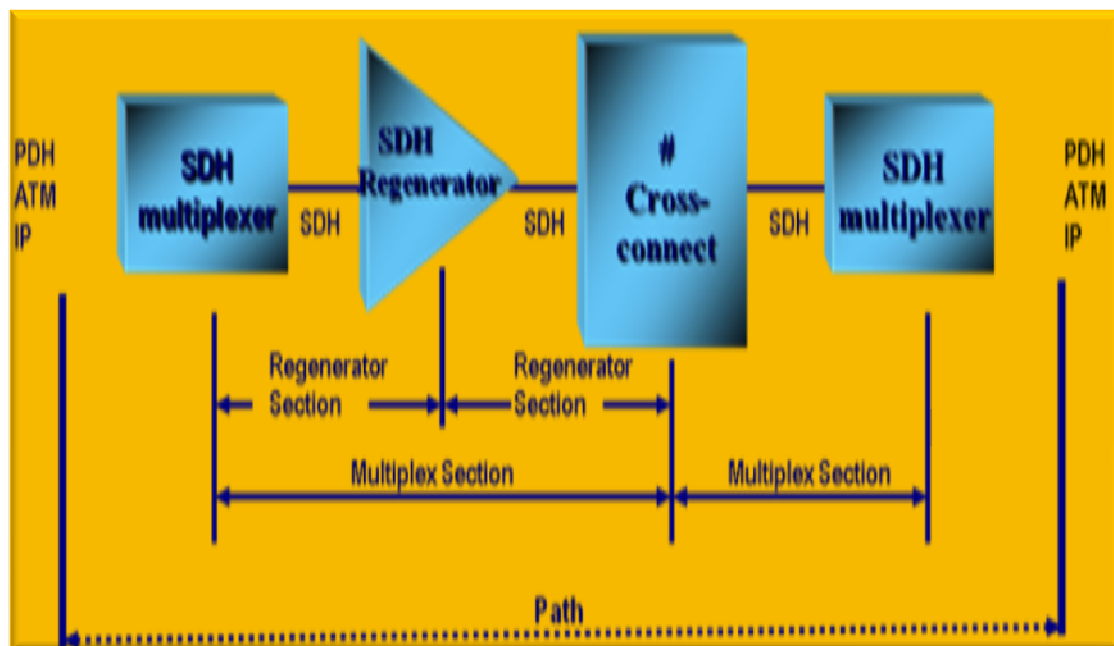 PDH
ATM
IP
SDH
multiplexer
SDH
SDH
Regenerator
SDH
#
Cross-
connect
SDH
SDH
multiplexer
PDH
ATM
IP
Regenerator
Section
Regenerator
Section
Multiplex Section
Multiplex Section
Path